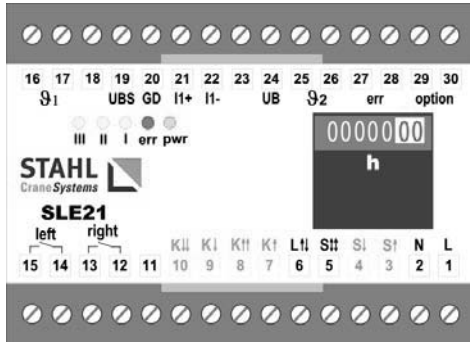 16 17 18 19 20 21 22 23 24 25 26 27 28 29 30
ϑ1 UBS GD I1+ I1- UB ϑ2 err option
III II I err pwr
00000 00
h
STAHL
CraneSystems
SLE21
left right
K⇊ K↓ K⇈ K↑ L⇅ S⇈ S↓ S↑ N L
15 14 13 12 11 10 9 8 7 6 5 4 3 2 1